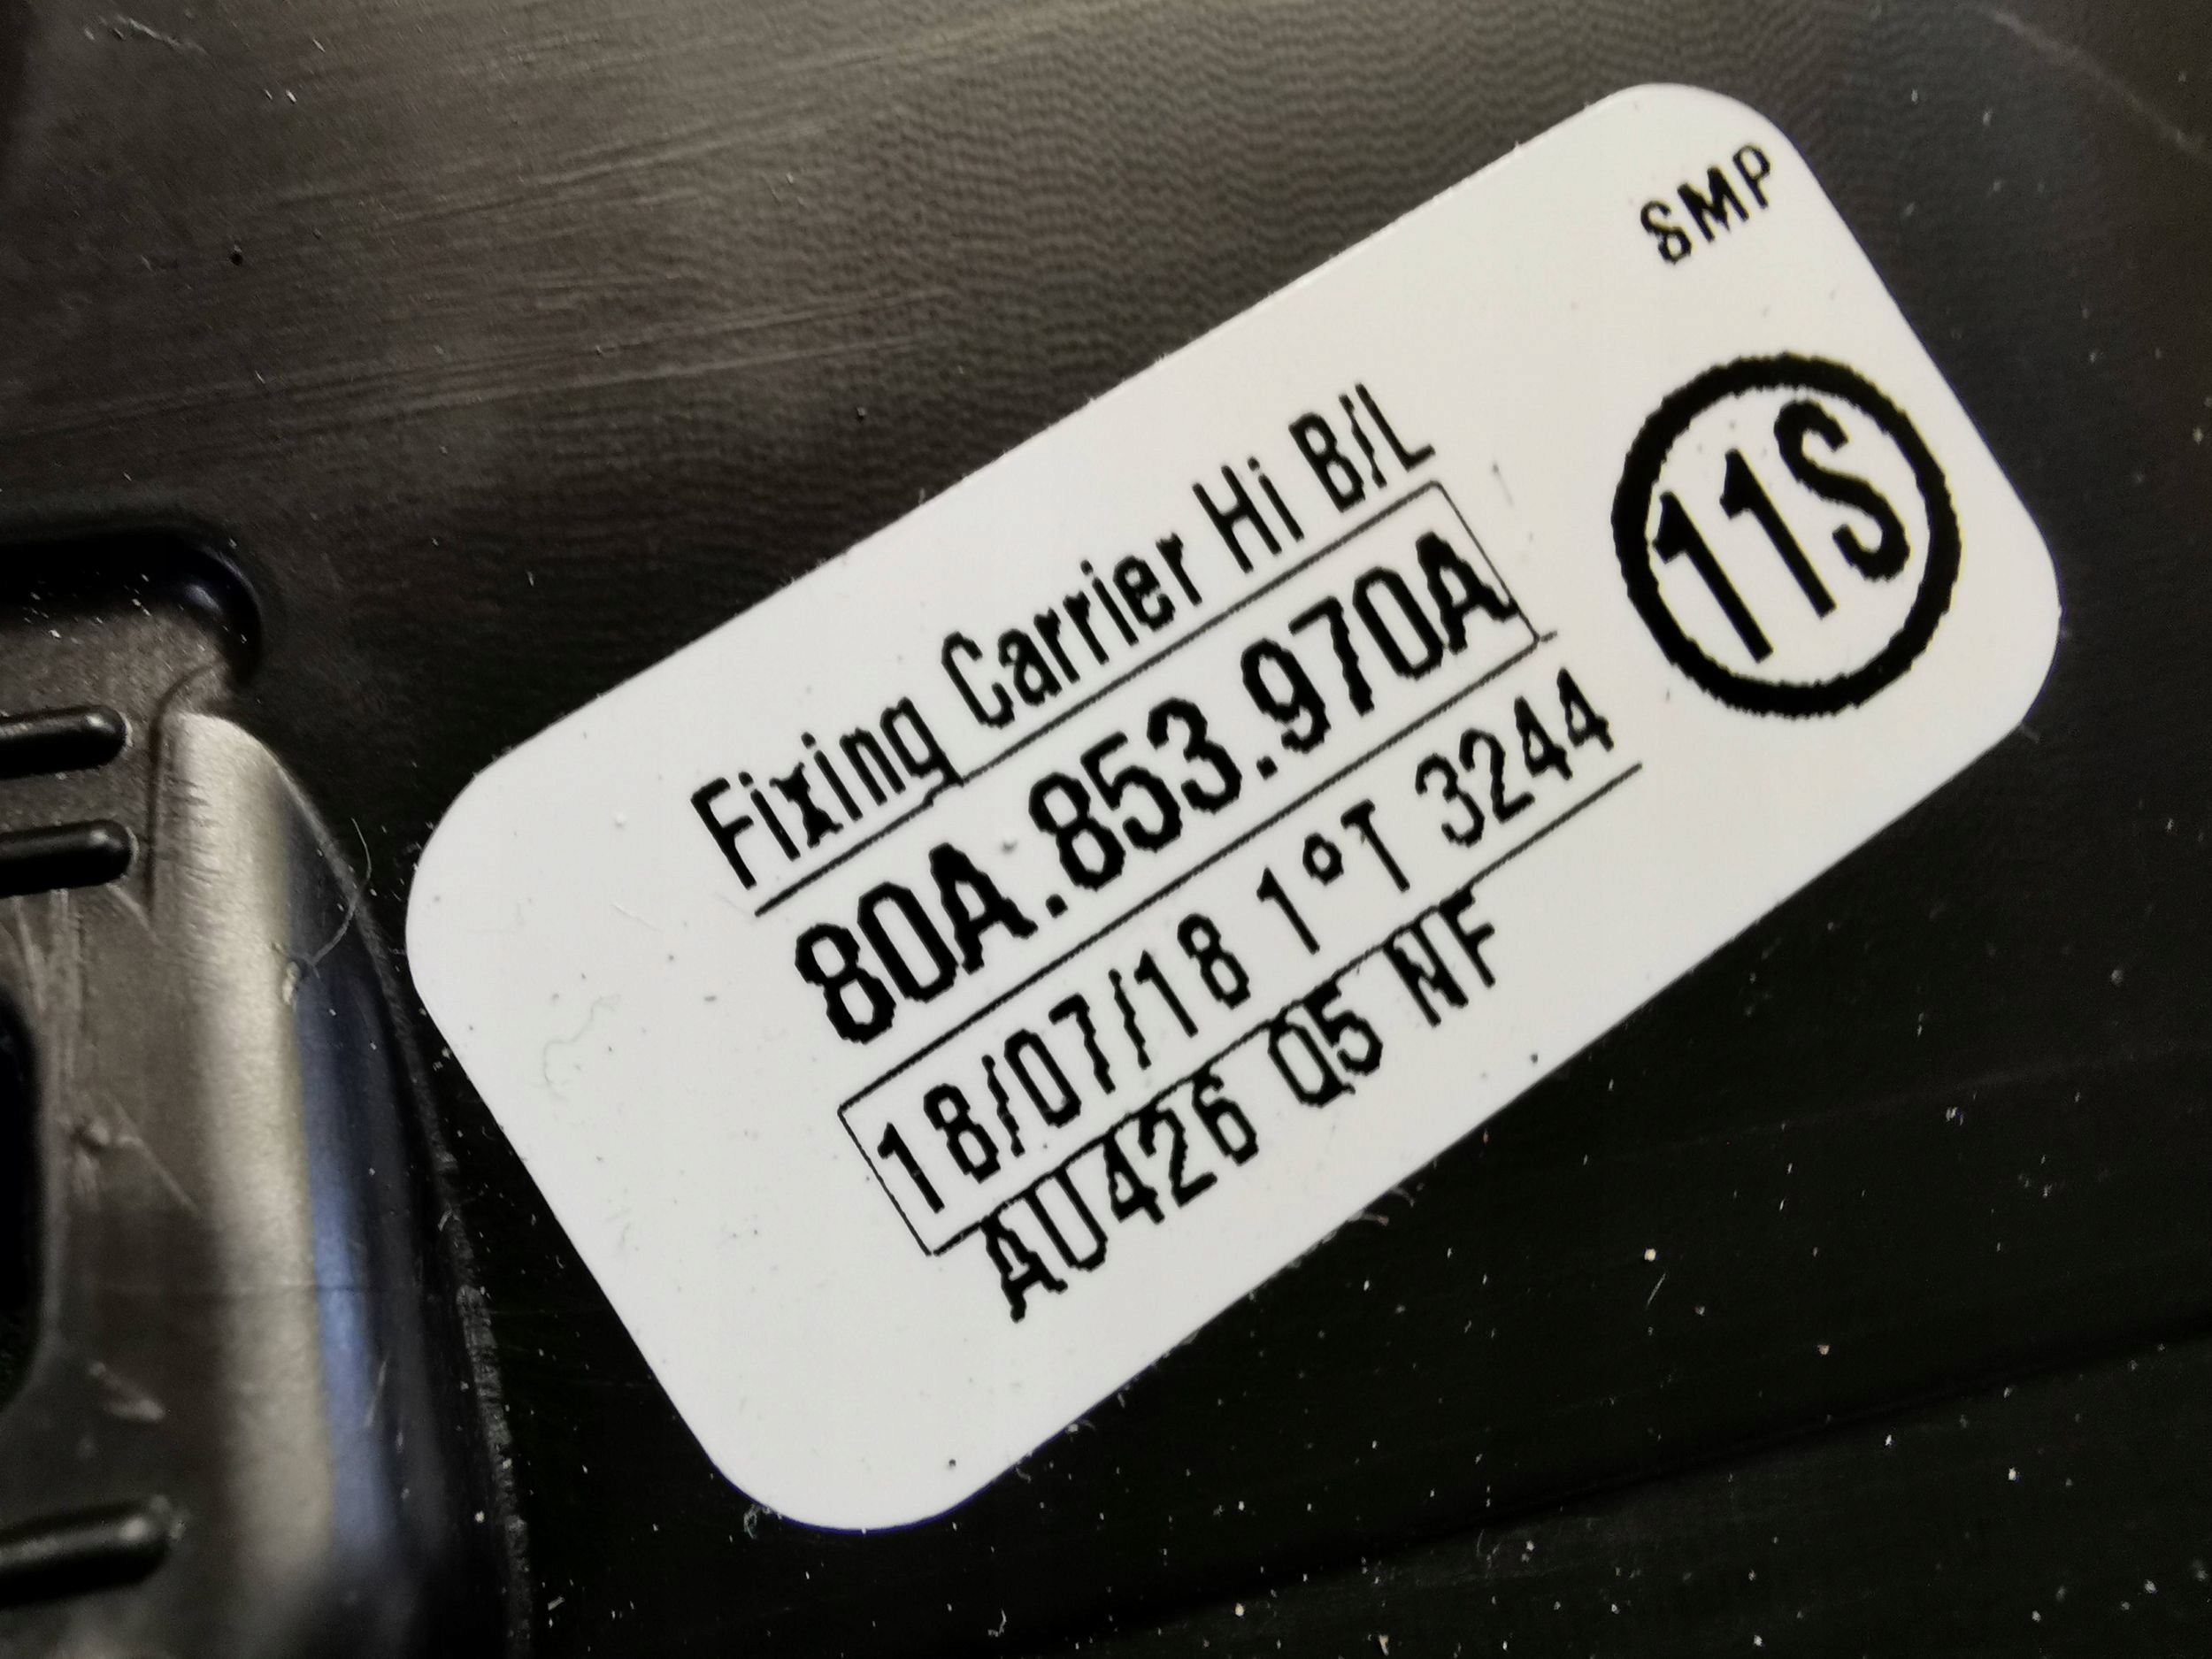 SMP
Fixing Carrier Hi B/L
80A.853.970A
11S
18/07/18 1°T 3244
AU426 Q5 NF